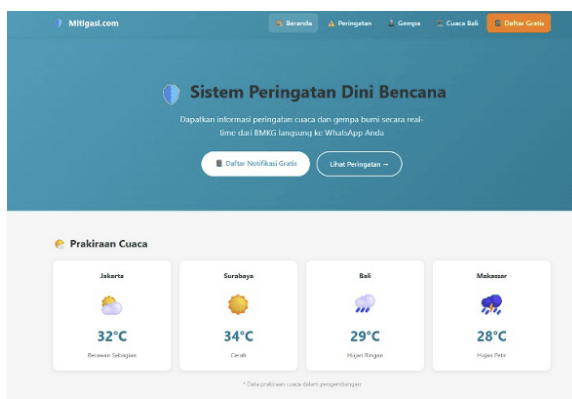 Mitigasi.com
Beranda
Peringatan
Gempa
Cuaca Bali
Daftar Gratis
Sistem Peringatan Dini Bencana
Dapatkan informasi peringatan cuaca dan gempa bumi secara real-
time dari BMKG langsung ke WhatsApp Anda
Daftar Notifikasi Gratis
Lihat Peringatan →
Prakiraan Cuaca
Jakarta
Surabaya
Bali
Makassar
32°C
34°C
29°C
28°C
Berawan Sebagian
Cerah
Hujan Ringan
Hujan Petir
* Data prakiraan cuaca dalam pengembangan